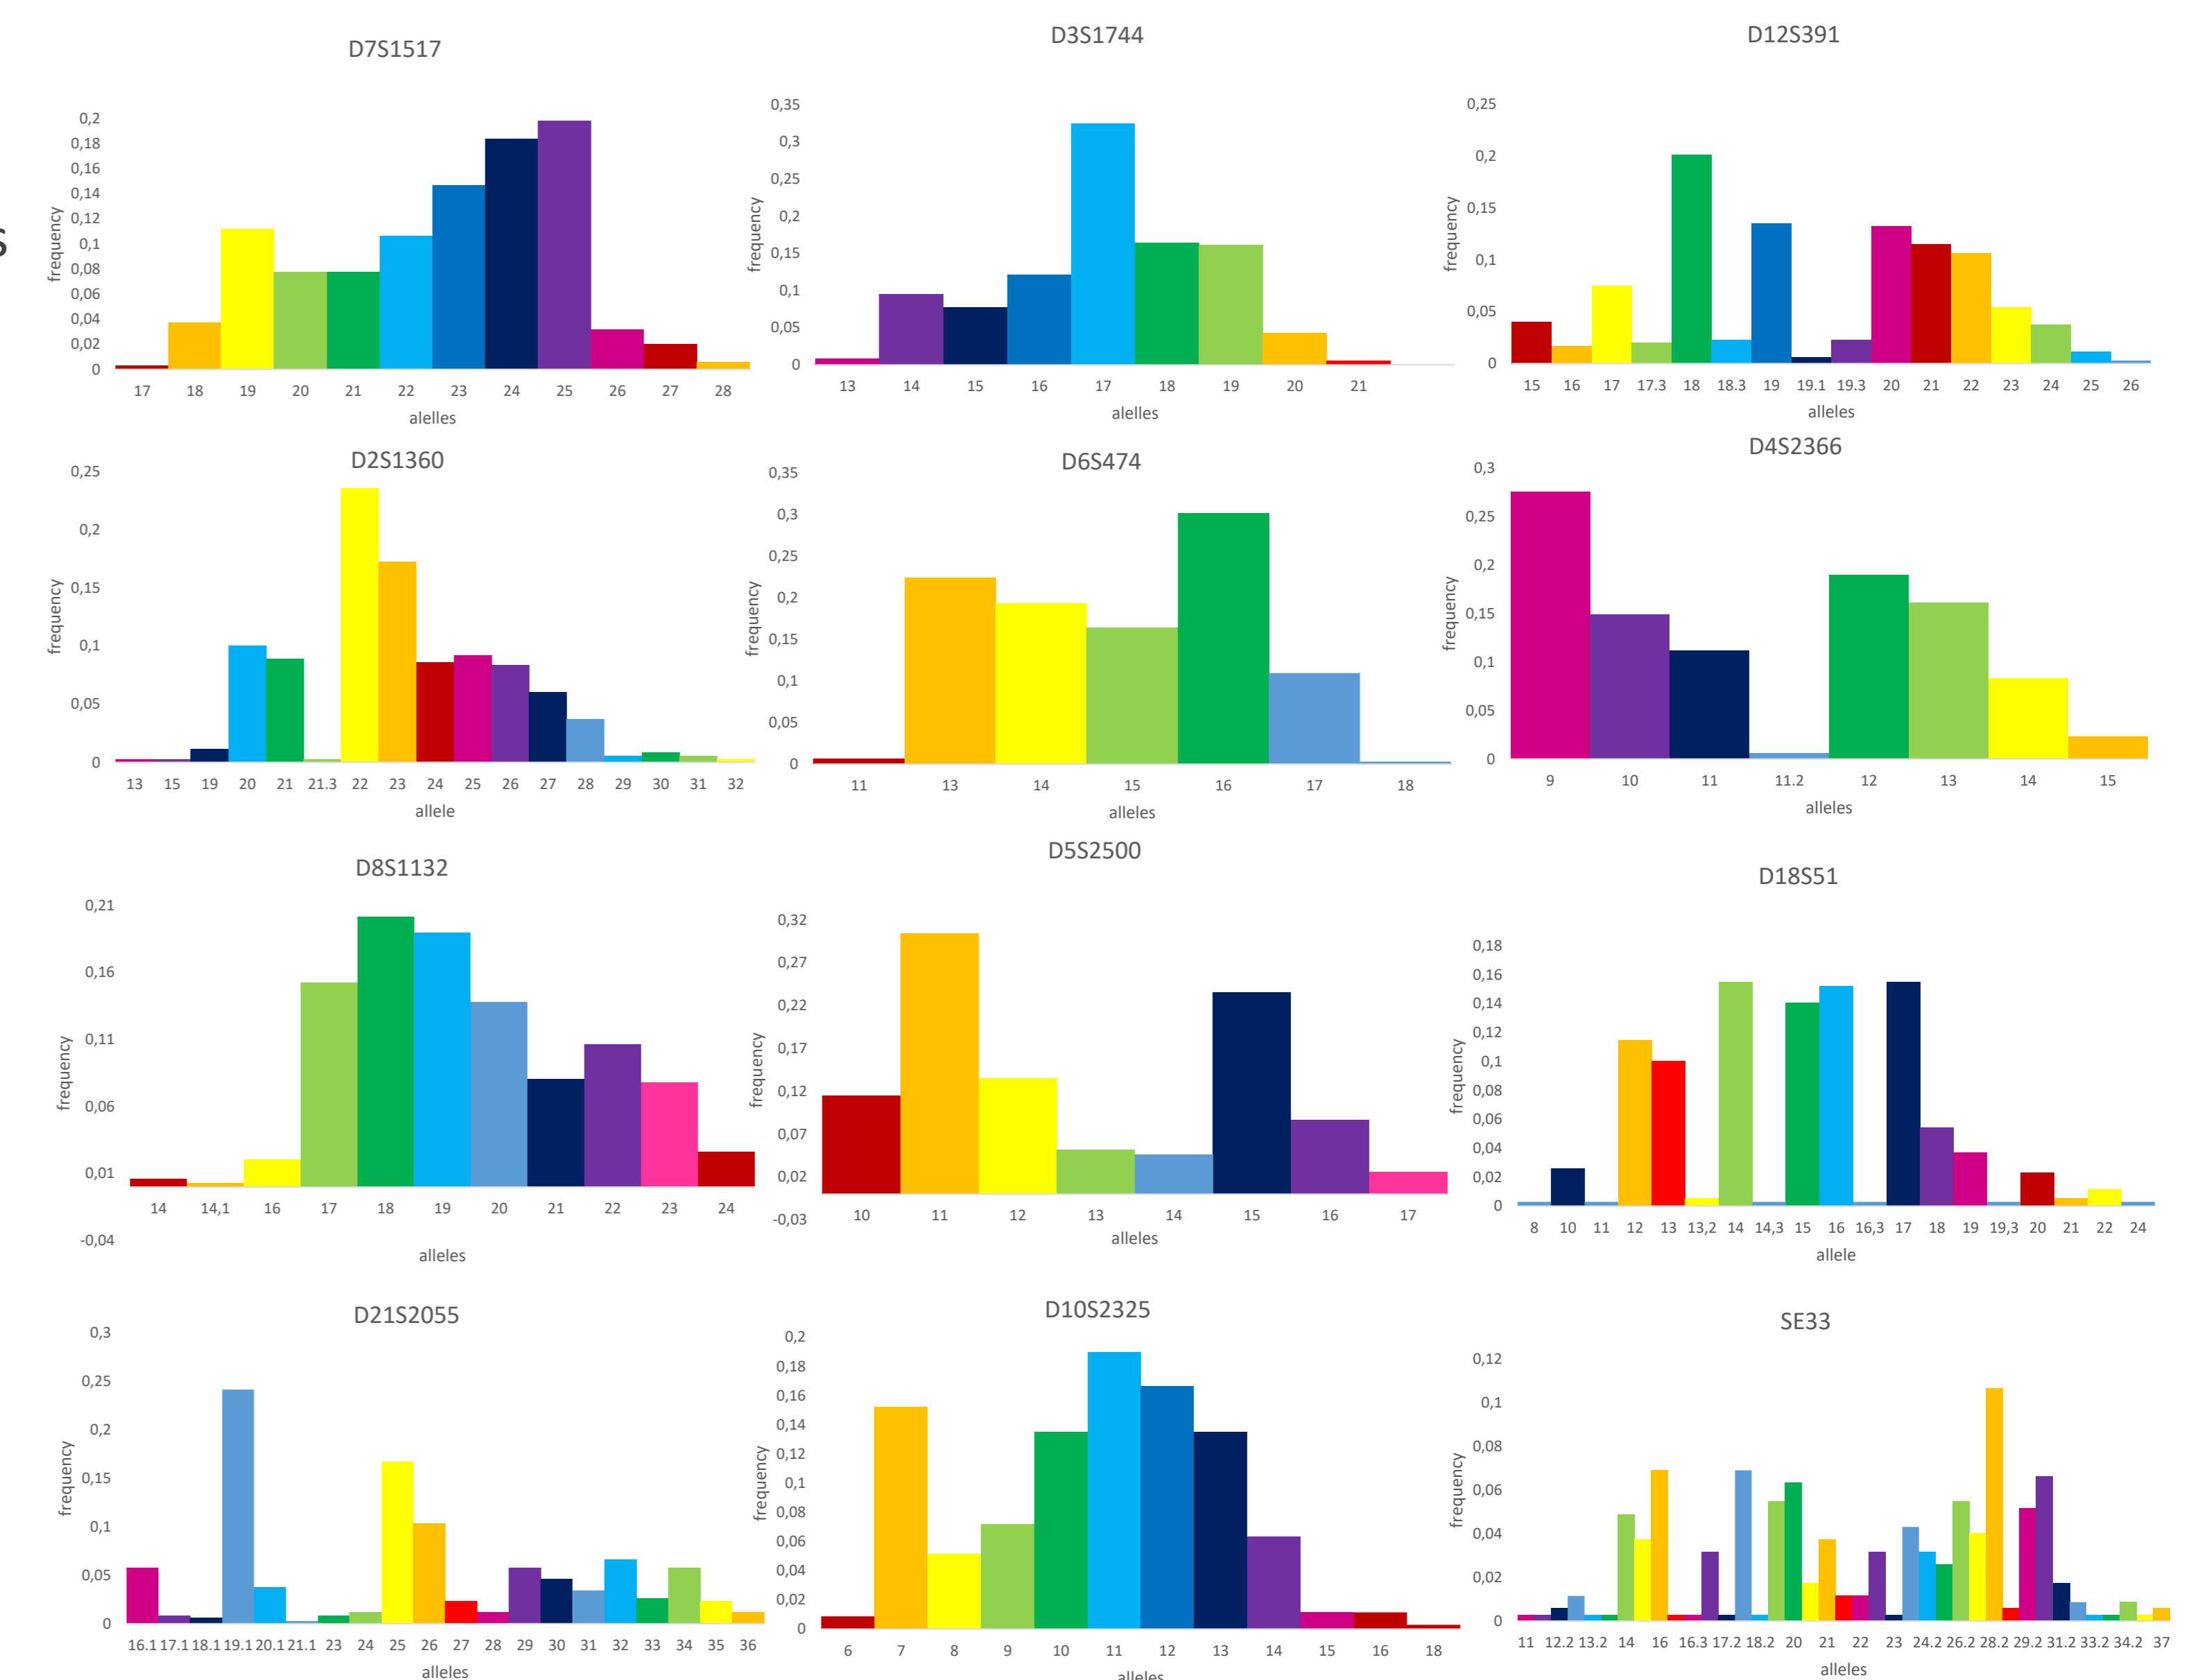 s
D7S1517
0,2
0,18
0,16
0,14
0,12
0,1
0,08
0,06
0,04
0,02
0
frequency
17 18 19 20 21 22 23 24 25 26 27 28
alelles
D3S1744
0,35
0,3
0,25
0,2
0,15
0,1
0,05
0
frequency
13 14 15 16 17 18 19 20 21
alelles
D12S391
0,25
0,2
0,15
0,1
0,05
0
frequency
15 16 17 17.3 18 18.3 19 19.1 19.3 20 21 22 23 24 25 26
alleles
D2S1360
0,25
0,2
0,15
0,1
0,05
0
frequency
13 15 19 20 21 21.3 22 23 24 25 26 27 28 29 30 31 32
allele
D6S474
0,35
0,3
0,25
0,2
0,15
0,1
0,05
0
frequency
11 13 14 15 16 17 18
alleles
D4S2366
0,3
0,25
0,2
0,15
0,1
0,05
0
frequency
9 10 11 11.2 12 13 14 15
alleles
D8S1132
0,21
0,16
0,11
0,06
0,01
-0,04
frequency
14 14,1 16 17 18 19 20 21 22 23 24
alleles
D5S2500
0,32
0,27
0,22
0,17
0,12
0,07
0,02
-0,03
frequency
10 11 12 13 14 15 16 17
alleles
D18S51
0,18
0,16
0,14
0,12
0,1
0,08
0,06
0,04
0,02
0
frequency
8 10 11 12 13 13,2 14 14,3 15 16 16,3 17 18 19 19,3 20 21 22 24
allele
D21S2055
0,3
0,25
0,2
0,15
0,1
0,05
0
frequency
16.1 17.1 18.1 19.1 20.1 21.1 23 24 25 26 27 28 29 30 31 32 33 34 35 36
alleles
D10S2325
0,2
0,18
0,16
0,14
0,12
0,1
0,08
0,06
0,04
0,02
0
frequency
6 7 8 9 10 11 12 13 14 15 16 18
alleles
SE33
0,12
0,1
0,08
0,06
0,04
0,02
0
frequency
11 12.2 13.2 14 16 16.3 17.2 18.2 20 21 22 23 24.2 26.2 28.2 29.2 31.2 33.2 34.2 37
alleles